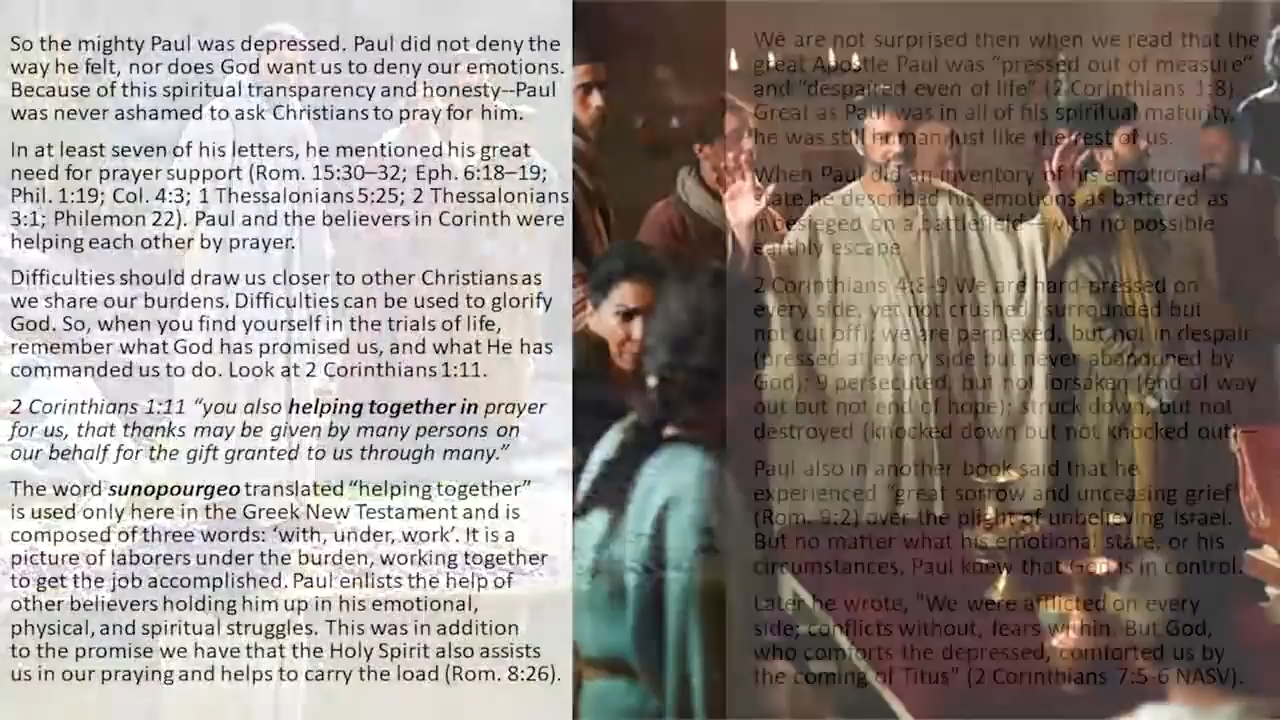 So the mighty Paul was depressed. Paul did not deny the
way he felt, nor does God want us to deny our emotions.
Because of this spiritual transparency and honesty--Paul
was never ashamed to ask Christians to pray for him.
In at least seven of his letters, he mentioned his great
need for prayer support (Rom. 15:30–32; Eph. 6:18–19;
Phil. 1:19; Col. 4:3; 1 Thessalonians 5:25; 2 Thessalonians
3:1; Philemon 22). Paul and the believers in Corinth were
helping each other by prayer.
Difficulties should draw us closer to other Christians as
we share our burdens. Difficulties can be used to glorify
God. So, when you find yourself in the trials of life,
remember what God has promised us, and what He has
commanded us to do. Look at 2 Corinthians 1:11.
2 Corinthians 1:11 “you also helping together in prayer
for us, that thanks may be given by many persons on
our behalf for the gift granted to us through many.”
The word sunopourgeo translated “helping together”
is used only here in the Greek New Testament and is
composed of three words: ‘with, under, work’. It is a
picture of laborers under the burden, working together
to get the job accomplished. Paul enlists the help of
other believers holding him up in his emotional,
physical, and spiritual struggles. This was in addition
to the promise we have that the Holy Spirit also assists
us in our praying and helps to carry the load (Rom. 8:26).
We are not surprised then when we read that the
great Apostle Paul was “pressed out of measure”
and “despaired even of life” (2 Corinthians 1:8)
Great as Paul was in all of his spiritual maturity,
he was still human just like the rest of us.
When Paul did an inventory of his emotional
state he described his emotions as battered as
if besieged on a battlefield—with no possible
earthly escape
2 Corinthians 4:8-9 We are hard-pressed on
every side, yet not crushed (surrounded but
not cut off); we are perplexed, but not in despair
(pressed at every side but never abandoned by
God); 9 persecuted, but not forsaken (end of way
out but not end of hope); struck down, but not
destroyed (knocked down but not knocked out)—
Paul also in another book said that he
experienced “great sorrow and unceasing grief”
(Rom. 9:2) over the plight of unbelieving Israel.
But no matter what his emotional state, or his
circumstances, Paul knew that God is in control.
Later he wrote, "We were afflicted on every
side; conflicts without, fears within. But God,
who comforts the depressed, comforted us by
the coming of Titus" (2 Corinthians 7:5-6 NASV).